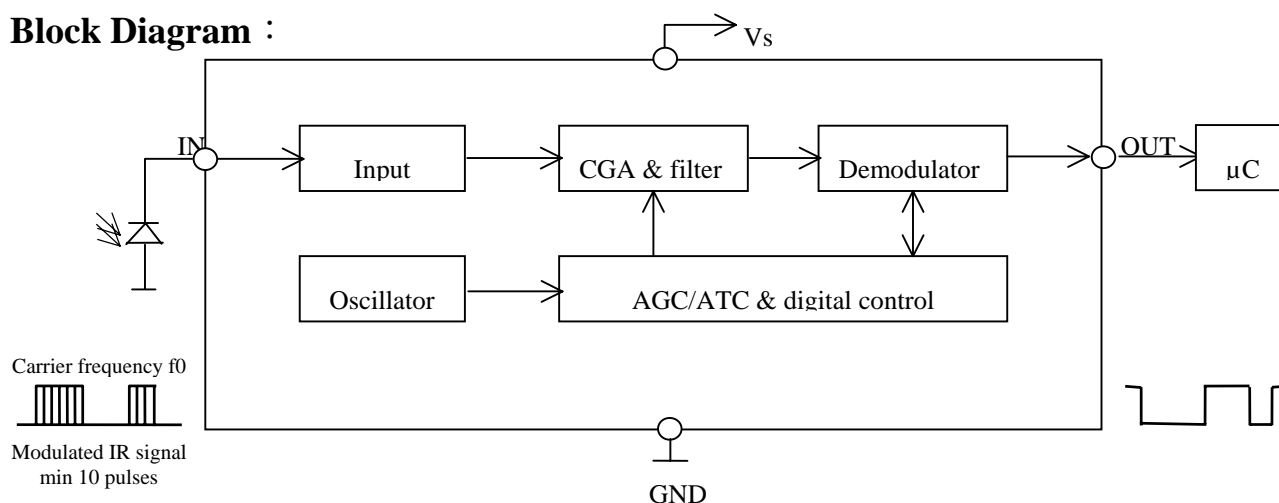 Block Diagram：
Vs
IN
Input
CGA & filter
Demodulator
OUT
µC
Oscillator
AGC/ATC & digital control
Carrier frequency f0
Modulated IR signal
min 10 pulses
GND